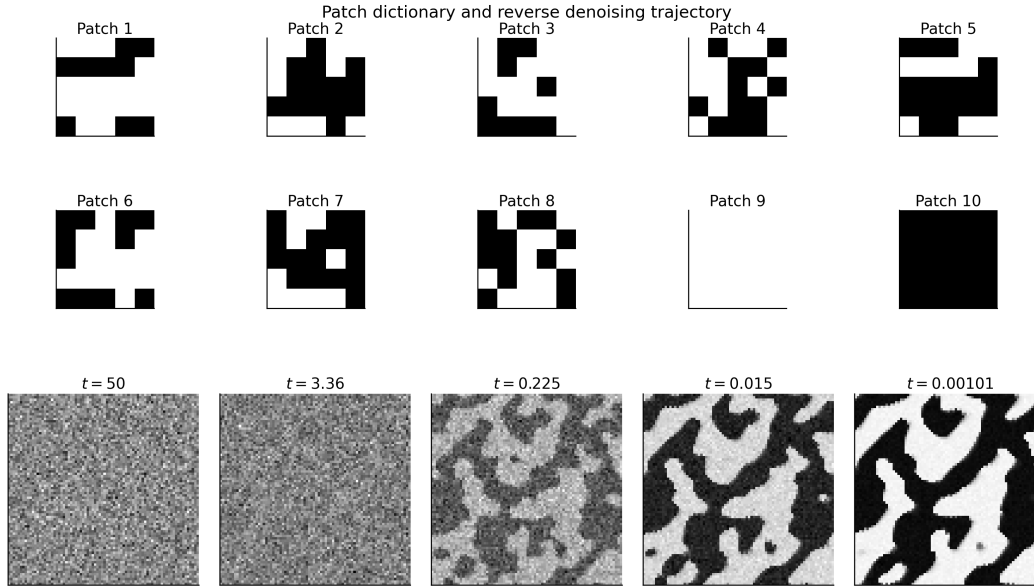 Patch dictionary and reverse denoising trajectory
Patch 1
Patch 2
Patch 3
Patch 4
Patch 5
Patch 6
Patch 7
Patch 8
Patch 9
Patch 10
t = 50
t = 3.36
t = 0.225
t = 0.015
t = 0.00101